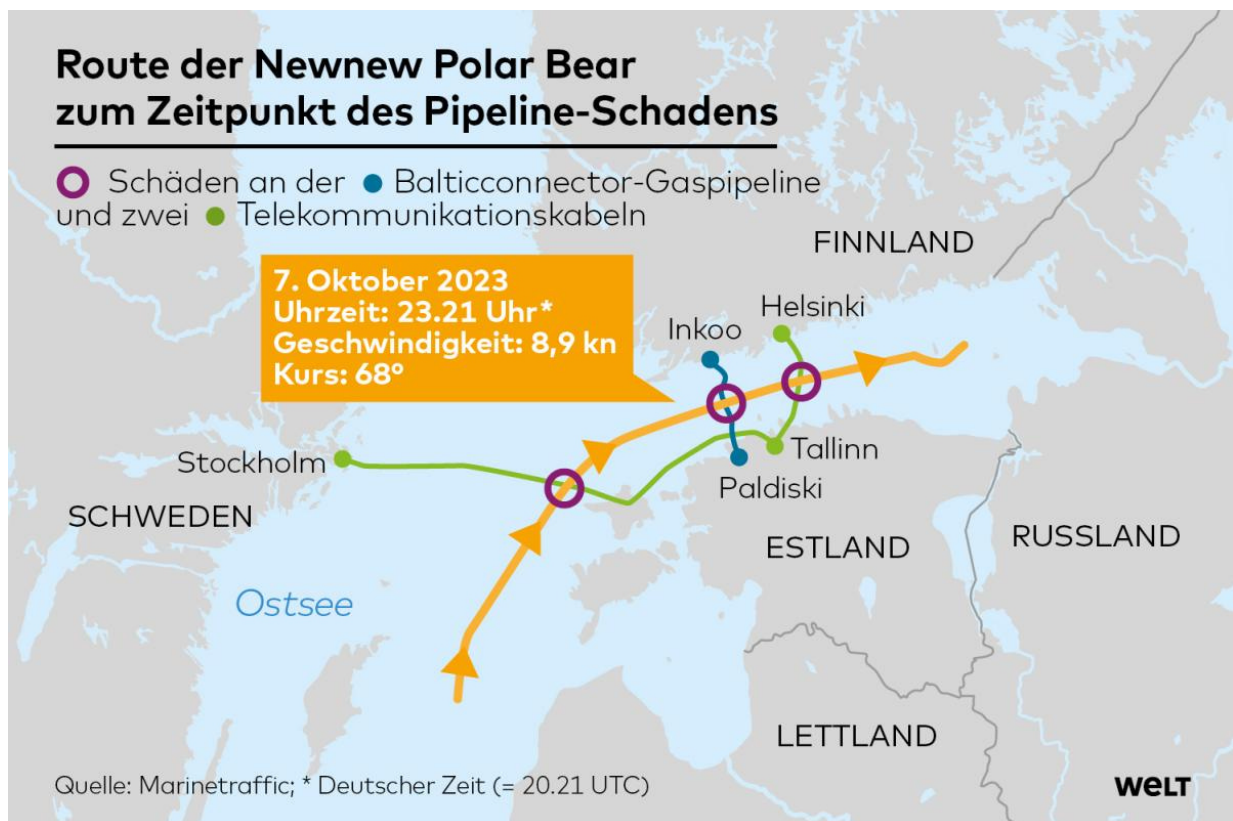 Route der Newnew Polar Bear
zum Zeitpunkt des Pipeline-Schadens
Schäden an der Balticconnector-Gaspipeline
und zwei Telekommunikationskabeln
FINNLAND
7. Oktober 2023
Uhrzeit: 23.21 Uhr*
Geschwindigkeit: 8,9 kn
Kurs: 68°
Helsinki
Inkoo
Stockholm
Tallinn
Paldiski
SCHWEDEN
ESTLAND
RUSSLAND
Ostsee
LETTLAND
Quelle: Marinetraffic; * Deutscher Zeit (= 20.21 UTC)
WELT